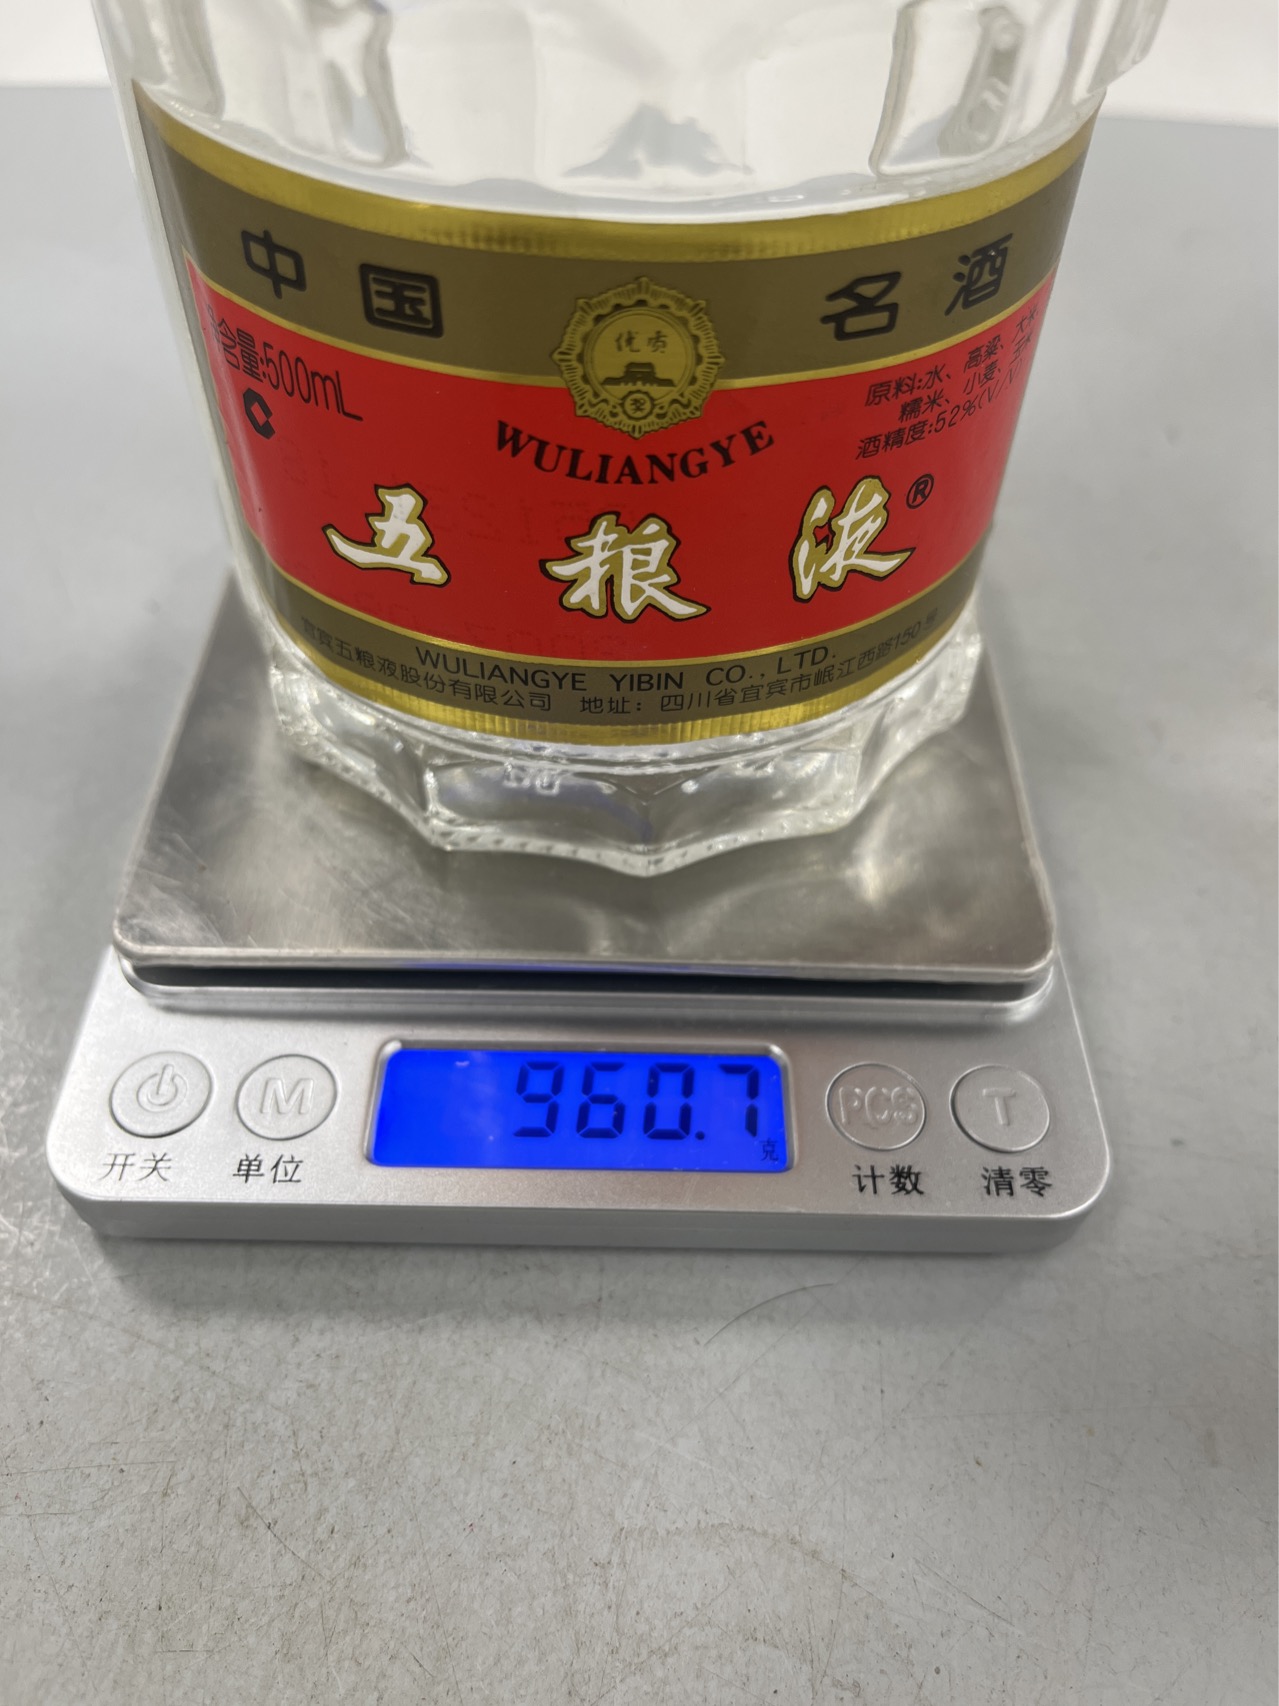 中国 名酒
优质
奖
含量:500mL
原料:水、高粱、大米、
糯米、小麦、玉米
酒精度:52%(V/V)
WULIANGYE
五粮液®
WULIANGYE YIBIN CO., LTD.
宜宾五粮液股份有限公司 地址：四川省宜宾市岷江西路150号
960.7
克
M
PCS
T
开关
单位
计数
清零